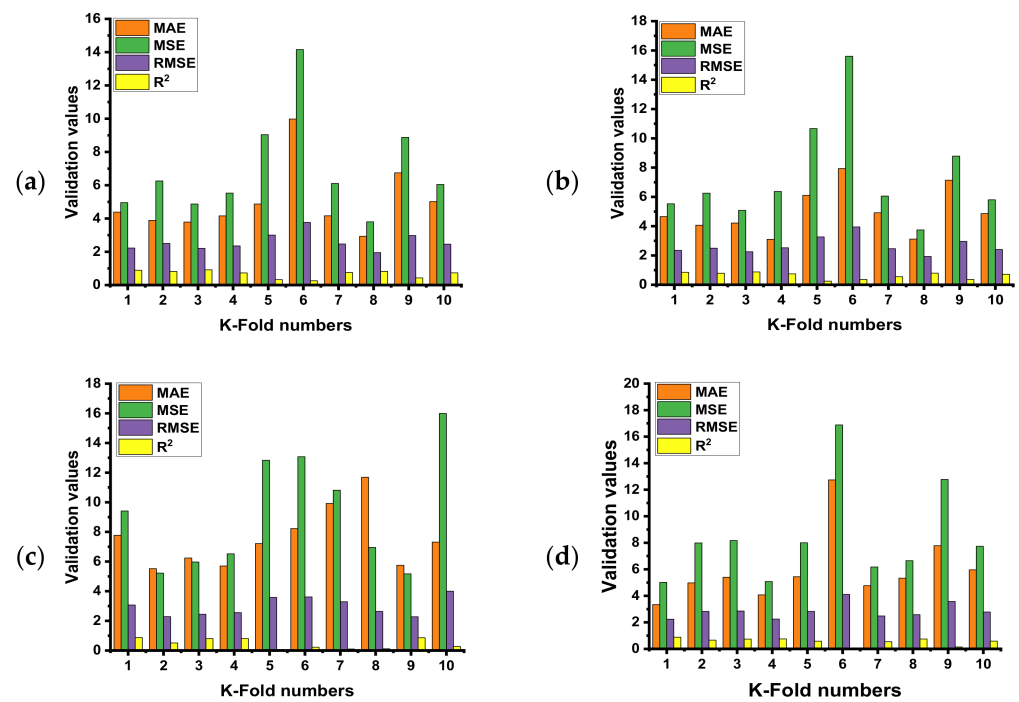 (a)
Validation values
16
14
12
10
8
6
4
2
0
MAE
MSE
RMSE
R²
1 2 3 4 5 6 7 8 9 10
K-Fold numbers
(b)
Validation values
18
16
14
12
10
8
6
4
2
0
MAE
MSE
RMSE
R²
1 2 3 4 5 6 7 8 9 10
K-Fold numbers
(c)
Validation values
18
16
14
12
10
8
6
4
2
0
MAE
MSE
RMSE
R²
1 2 3 4 5 6 7 8 9 10
K-Fold numbers
(d)
Validation values
20
18
16
14
12
10
8
6
4
2
0
MAE
MSE
RMSE
R²
1 2 3 4 5 6 7 8 9 10
K-Fold numbers